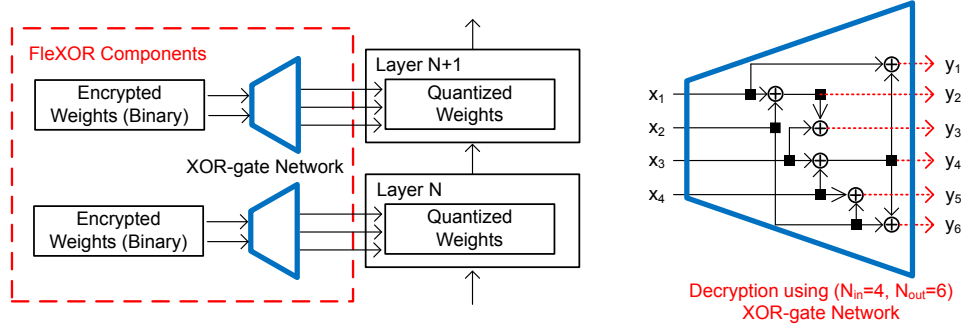 FleXOR Components
Encrypted
Weights (Binary)
XOR-gate Network
Encrypted
Weights (Binary)
Layer N+1
Quantized
Weights
Layer N
Quantized
Weights
x₁
x₂
x₃
x₄
y₁
y₂
y₃
y₄
y₅
y₆
Decryption using (Nᵢₙ=4, Nₒᵤₜ=6)
XOR-gate Network